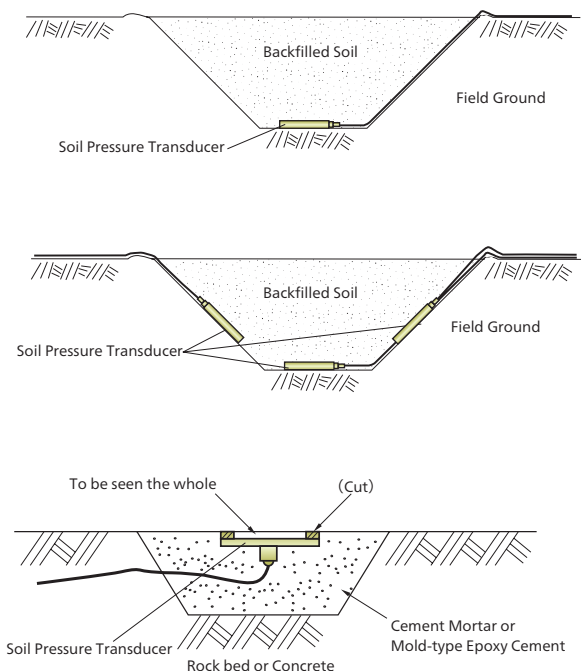 Backfilled Soil
Field Ground
Soil Pressure Transducer
Backfilled Soil
Field Ground
Soil Pressure Transducer
To be seen the whole
(Cut)
Cement Mortar or
Mold-type Epoxy Cement
Soil Pressure Transducer
Rock bed or Concrete